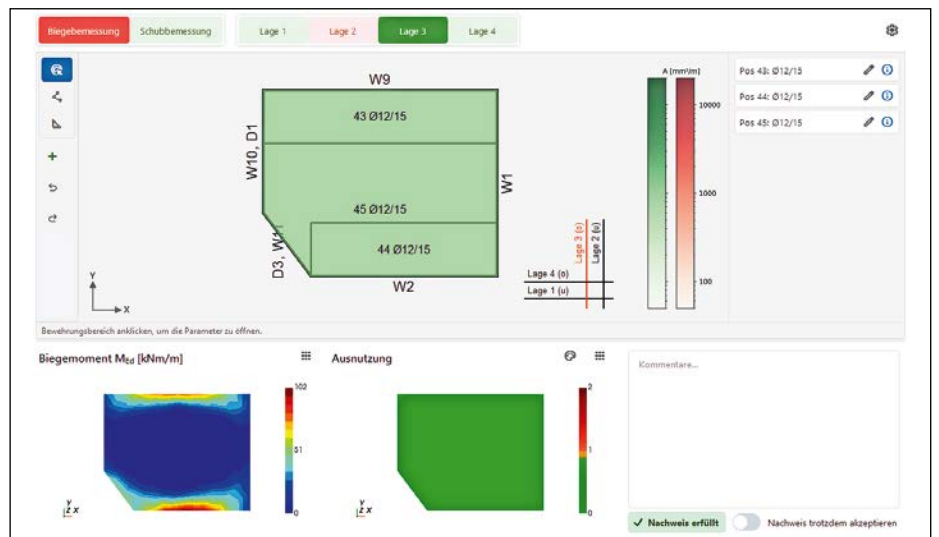 Biegebemessung Schubbemessung Lage 1 Lage 2 Lage 3 Lage 4
W9
43 Ø12/15
W10, D1
W1
45 Ø12/15
44 Ø12/15
D3, W1
W2
Y
X
Lage 3 (o)
Lage 2 (u)
Lage 4 (o)
Lage 1 (u)
A [mm²/m]
10000
1000
100
Pos 43: Ø12/15
Pos 44: Ø12/15
Pos 45: Ø12/15
Bewehrungsbereich anklicken, um die Parameter zu öffnen.
Biegemoment MEd [kNm/m]
102
51
0
Y
Z X
Ausnutzung
2
1
0
Y
Z X
Kommentare...
Nachweis erfüllt Nachweis trotzdem akzeptieren